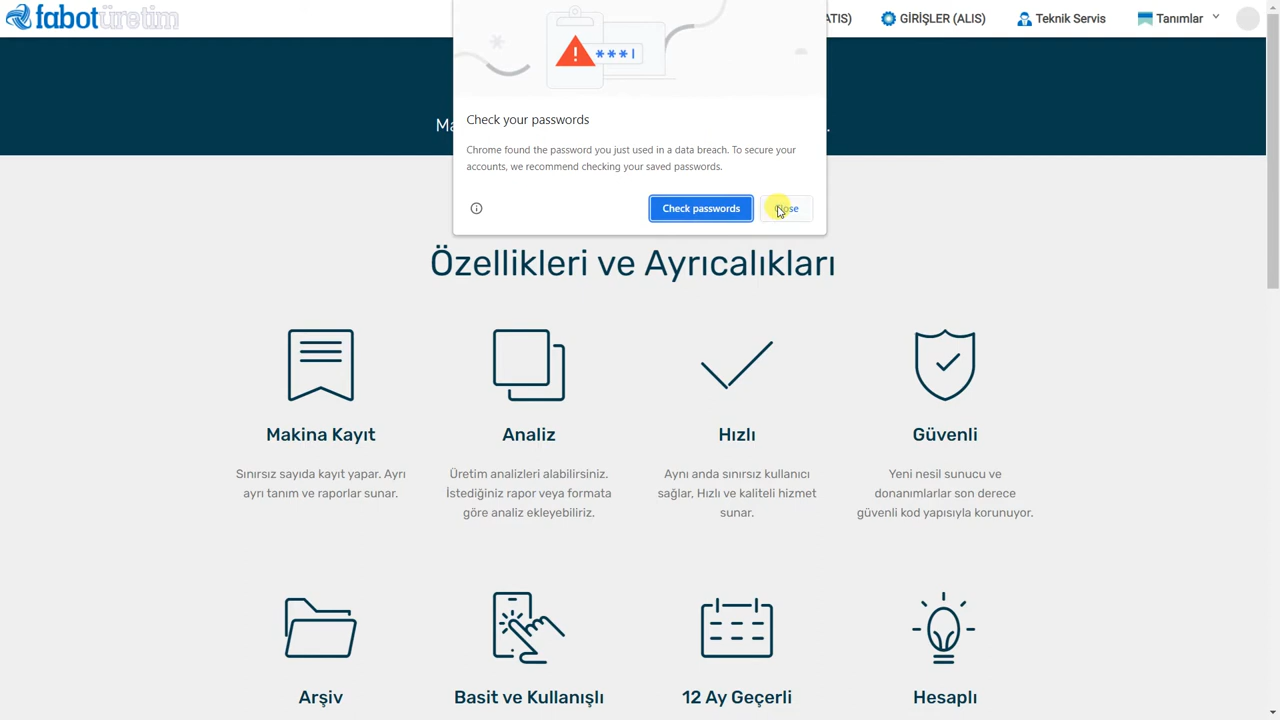 fabotüretim
ATIS)
GİRİŞLER (ALIS)
Teknik Servis
Tanımlar
***
Check your passwords
Chrome found the password you just used in a data breach. To secure your
accounts, we recommend checking your saved passwords.
Check passwords
Close
Ma
.
Özellikleri ve Ayrıcalıkları
Makina Kayıt
Sınırsız sayıda kayıt yapar. Ayrı
ayrı tanım ve raporlar sunar.
Analiz
Üretim analizleri alabilirsiniz.
İstediğiniz rapor veya formata
göre analiz ekleyebiliriz.
Hızlı
Aynı anda sınırsız kullanıcı
sağlar, Hızlı ve kaliteli hizmet
sunar.
Güvenli
Yeni nesil sunucu ve
donanımlarlar son derece
güvenli kod yapısıyla korunuyor.
Arşiv
Basit ve Kullanışlı
12 Ay Geçerli
Hesaplı